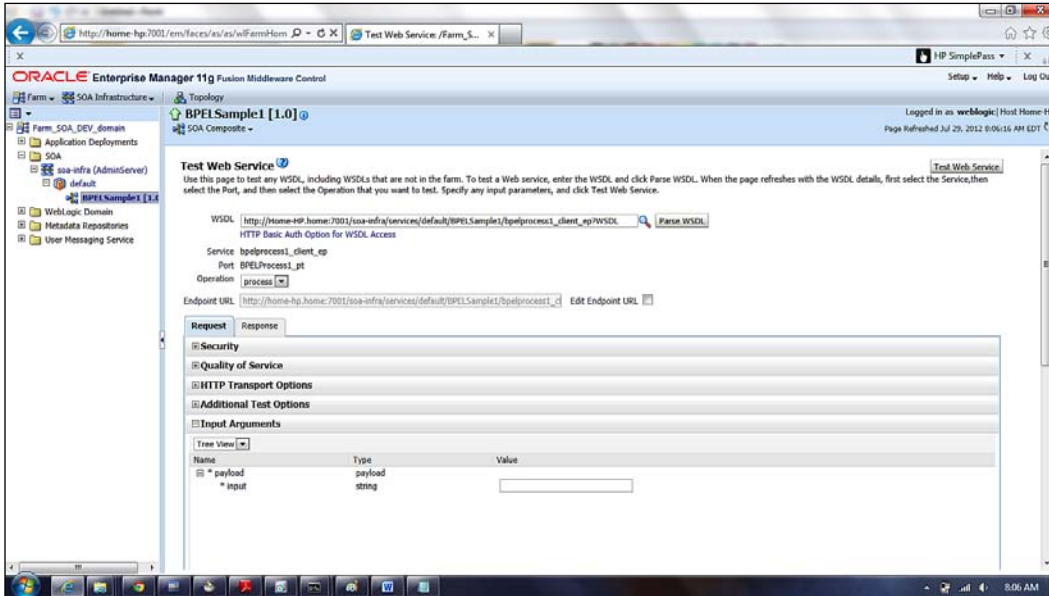 http://home-hp:7001/em/faces/as/as/wlFarmHom
Test Web Service: /Farm_S...
HP SimplePass
ORACLE Enterprise Manager 11g Fusion Middleware Control
Setup Help Log Ou
Farm SOA Infrastructure Topology
BPELSample1 [1.0]
Logged in as weblogic| Host Home-H
SOA Composite
Page Refreshed Jul 29, 2012 8:06:16 AM EDT
Farm_SOA_DEV_domain
Application Deployments
SOA
soa-infra (AdminServer)
default
BPELSample1 [1.0
WebLogic Domain
Metadata Repositories
User Messaging Service
Test Web Service
Test Web Service
Use this page to test any WSDL, including WSDLs that are not in the farm. To test a Web service, enter the WSDL and click Parse WSDL. When the page refreshes with the WSDL details, first select the Service,then
select the Port, and then select the Operation that you want to test. Specify any input parameters, and click Test Web Service.
WSDL http://Home-HP.home:7001/soa-infra/services/default/BPELSample1/bpelprocess1_client_ep?WSDL Parse WSDL
HTTP Basic Auth Option for WSDL Access
Service bpelprocess1_client_ep
Port BPELProcess1_pt
Operation process
Endpoint URL http://home-hp.home:7001/soa-infra/services/default/BPELSample1/bpelprocess1_cl Edit Endpoint URL
Request Response
Security
Quality of Service
HTTP Transport Options
Additional Test Options
Input Arguments
Tree View
Name Type Value
* payload payload
* input string
8:06 AM